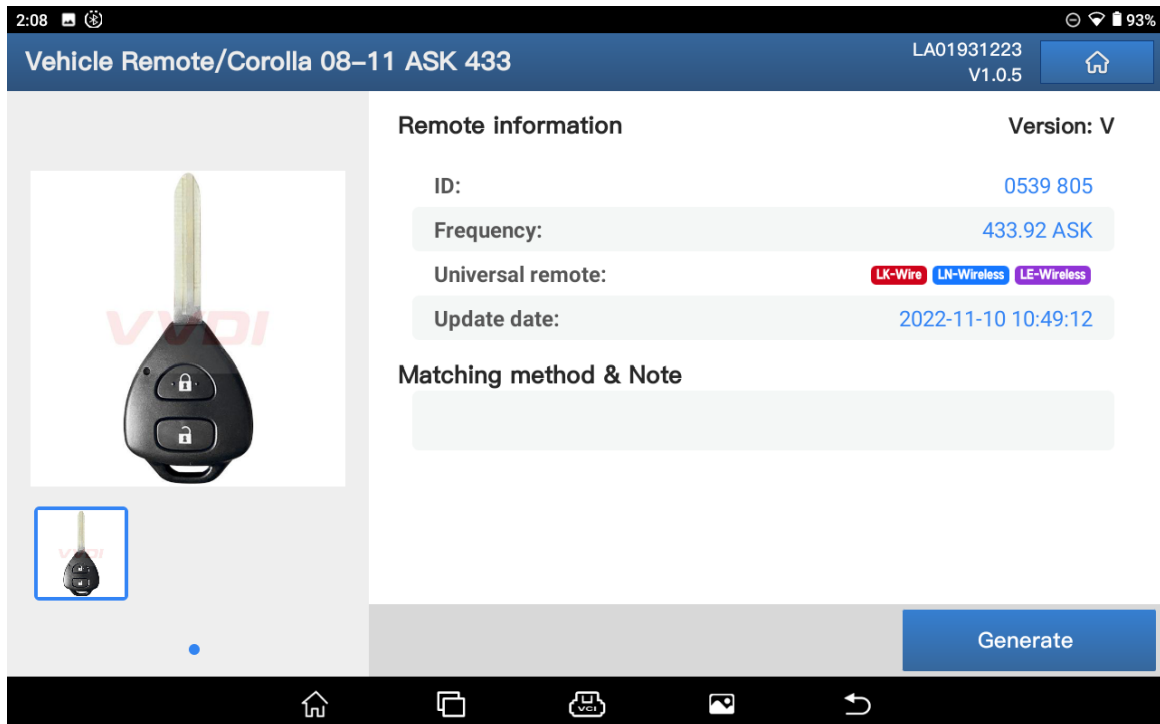 2:08
93%
Vehicle Remote/Corolla 08-11 ASK 433
LA01931223
V1.0.5
Remote information
Version: V
ID:
0539 805
Frequency:
433.92 ASK
Universal remote:
LK-Wire LN-Wireless LE-Wireless
Update date:
2022-11-10 10:49:12
Matching method & Note
VVDI
VVDI
Generate
VCI